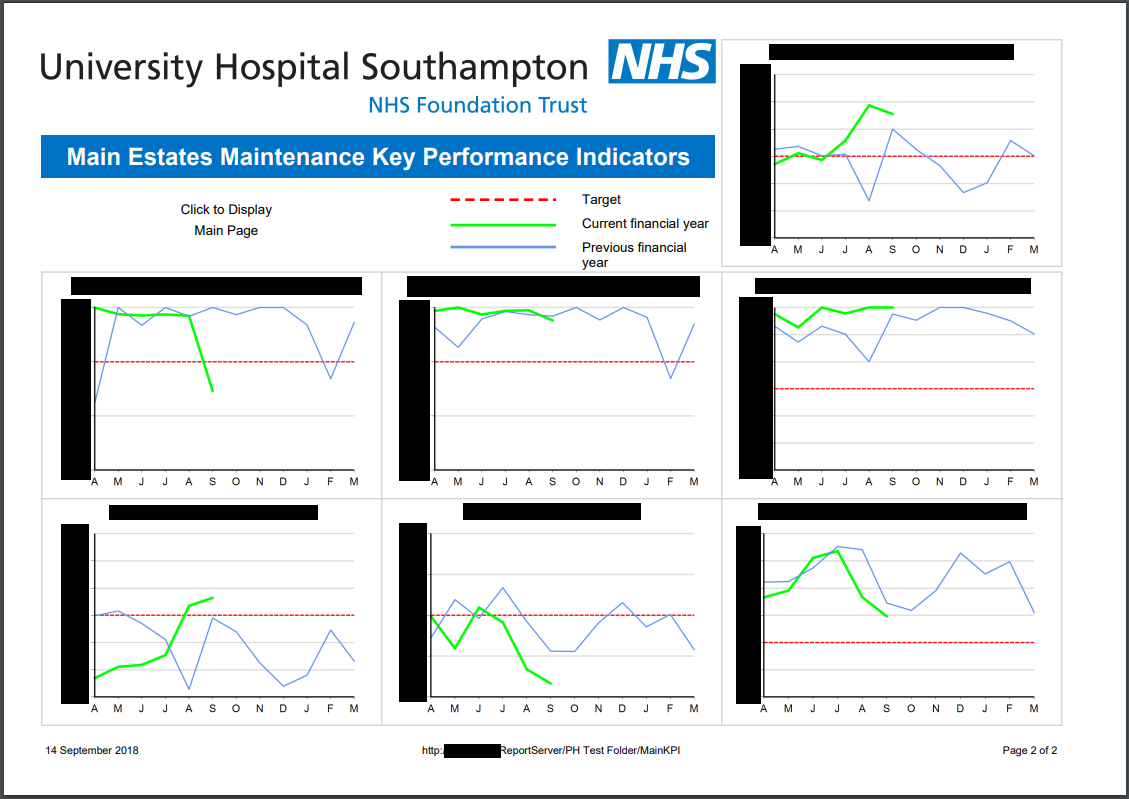 University Hospital Southampton NHS
NHS Foundation Trust
Main Estates Maintenance Key Performance Indicators
Click to Display
Main Page
Target
Current financial year
Previous financial
year
A M J J A S O N D J F M
A M J J A S O N D J F M
A M J J A S O N D J F M
A M J J A S O N D J F M
A M J J A S O N D J F M
A M J J A S O N D J F M
A M J J A S O N D J F M
14 September 2018
http: ReportServer/PH Test Folder/MainKPI
Page 2 of 2